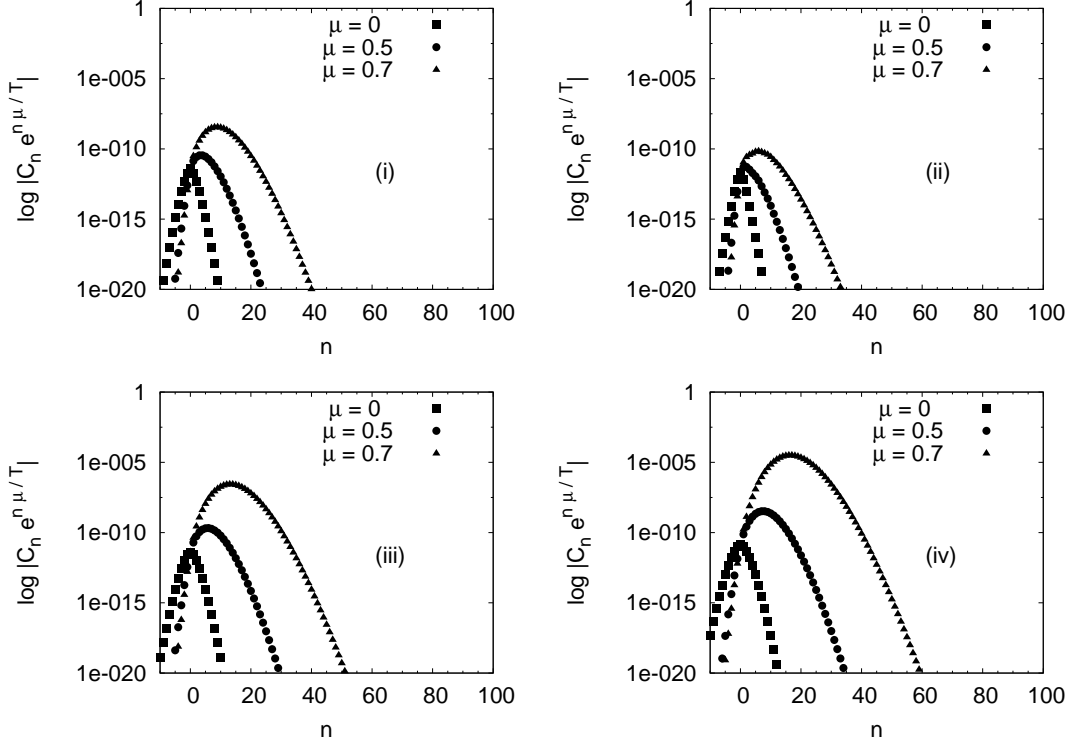 1
μ = 0
μ = 0.5
μ = 0.7
1e-005
1e-010
1e-015
1e-020
log |C_n e^{n μ / T}|
(i)
0 20 40 60 80 100
n
1
μ = 0
μ = 0.5
μ = 0.7
1e-005
1e-010
1e-015
1e-020
log |C_n e^{n μ / T}|
(ii)
0 20 40 60 80 100
n
1
μ = 0
μ = 0.5
μ = 0.7
1e-005
1e-010
1e-015
1e-020
log |C_n e^{n μ / T}|
(iii)
0 20 40 60 80 100
n
1
μ = 0
μ = 0.5
μ = 0.7
1e-005
1e-010
1e-015
1e-020
log |C_n e^{n μ / T}|
(iv)
0 20 40 60 80 100
n